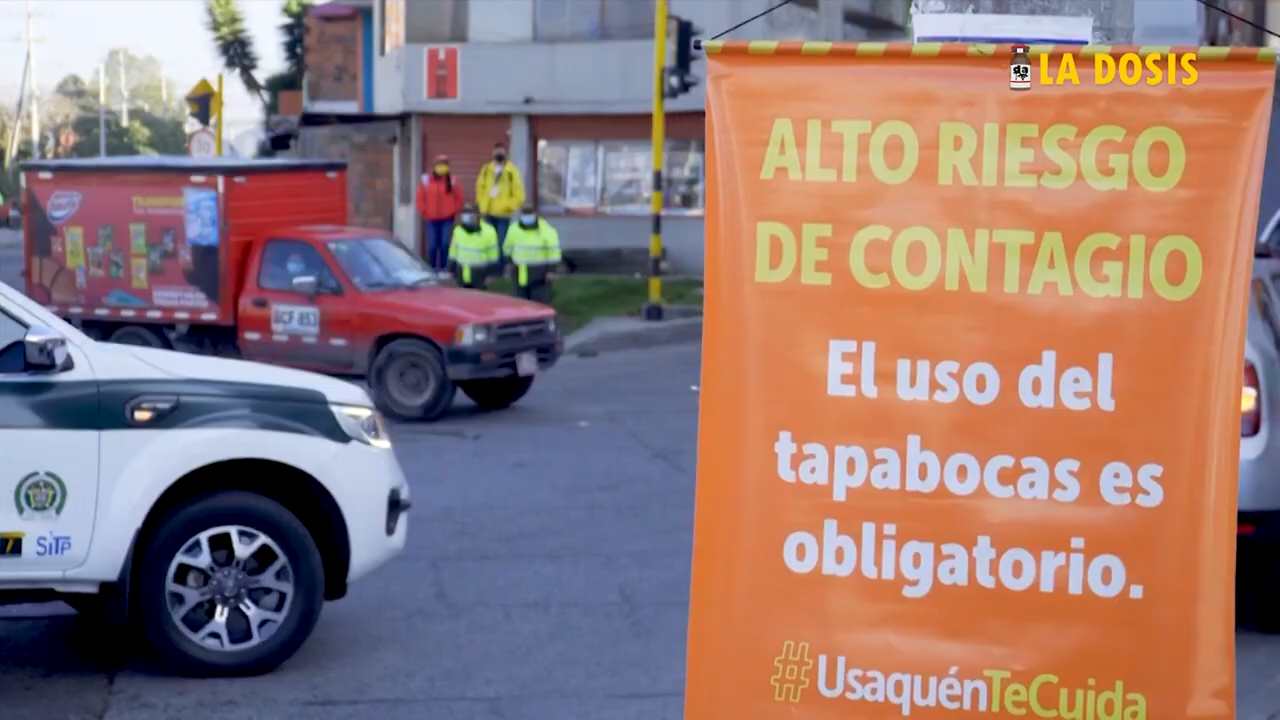 LA DOSIS
ALTO RIESGO
DE CONTAGIO
El uso del
tapabocas es
obligatorio.
#UsaquénTeCuida
SiTP